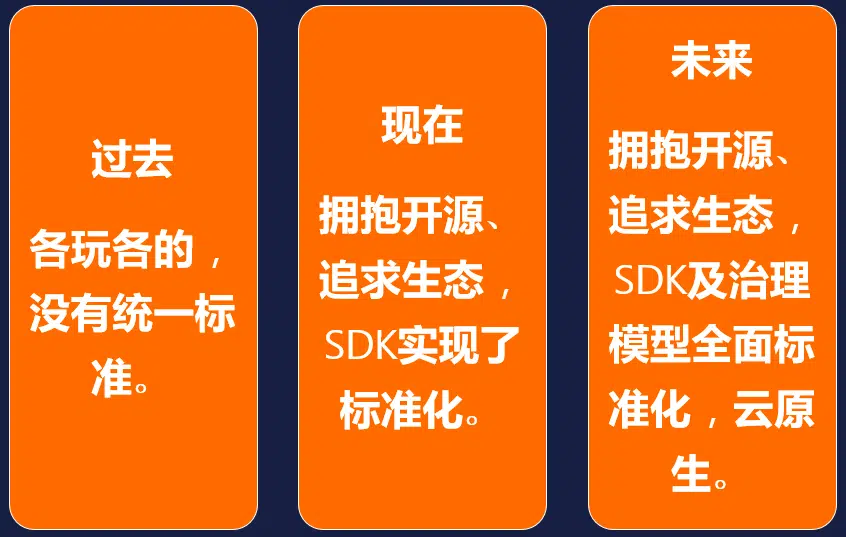 过去
各玩各的，
没有统一标
准。
现在
拥抱开源、
追求生态，
SDK实现了
标准化。
未来
拥抱开源、
追求生态，
SDK及治理
模型全面标
准化，云原
生。